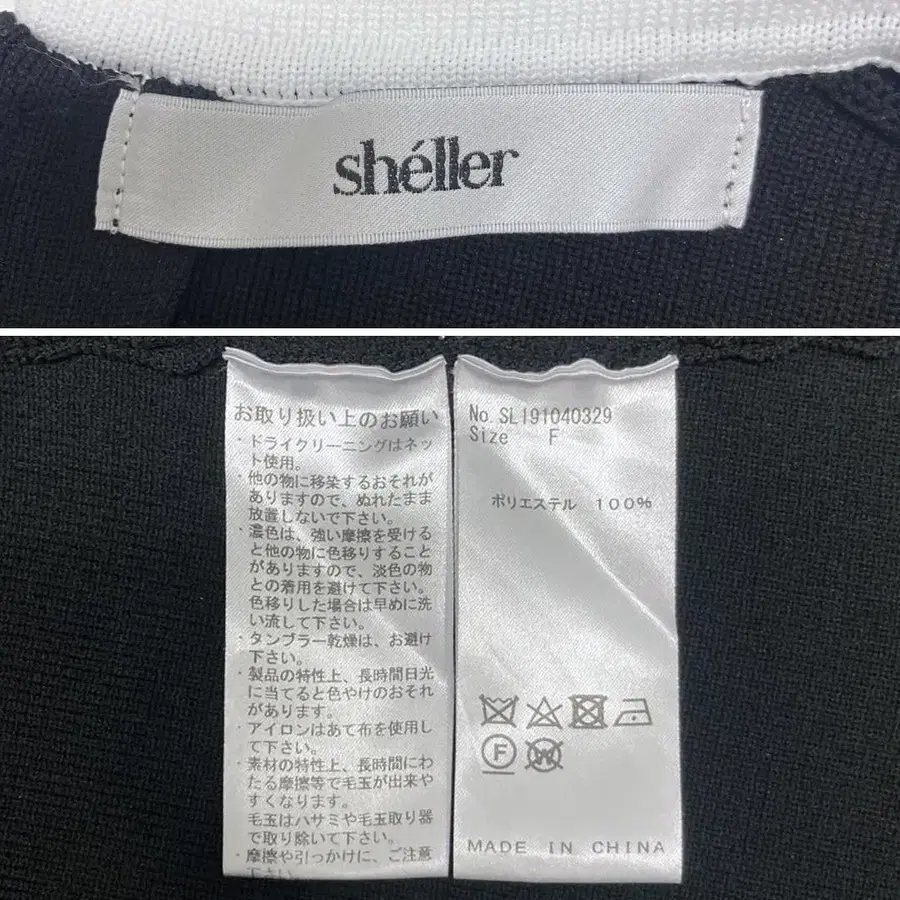 shéller
お取り扱い上のお願い
・ドライクリーニングはネッ
ト使用。
・他の物に移染するおそれが
ありますので、ぬれたまま
放置しないで下さい。
・濃色は、強い摩擦を受ける
と他の物に色移りすること
がありますので、淡色の物
との着用を避けて下さい。
色移りした場合は早めに洗
い流して下さい。
・タンブラー乾燥は、お避け
下さい。
・製品の特性上、長時間日光
に当てると色やけのおそれ
があります。
・アイロンはあて布を使用し
て下さい。
・素材の特性上、長時間にわ
たる摩擦等で毛玉が出来や
すくなります。
毛玉はハサミや毛玉取り器
で取り除いて下さい。
・摩擦や引っかけに、ご注意
下さい。
No. SL191040329
Size F
ポリエステル 100%
F W
MADE IN CHINA